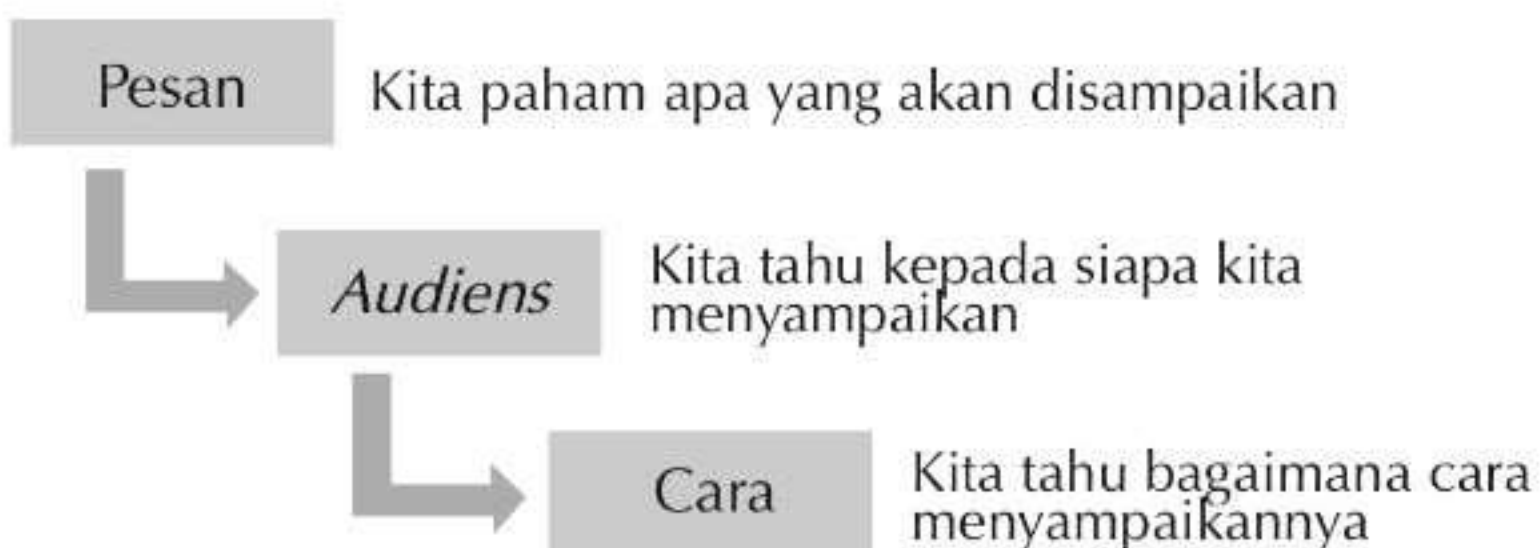 Pesan
Kita paham apa yang akan disampaikan
Audiens
Kita tahu kepada siapa kita
menyampaikan
Cara
Kita tahu bagaimana cara
menyampaikannya